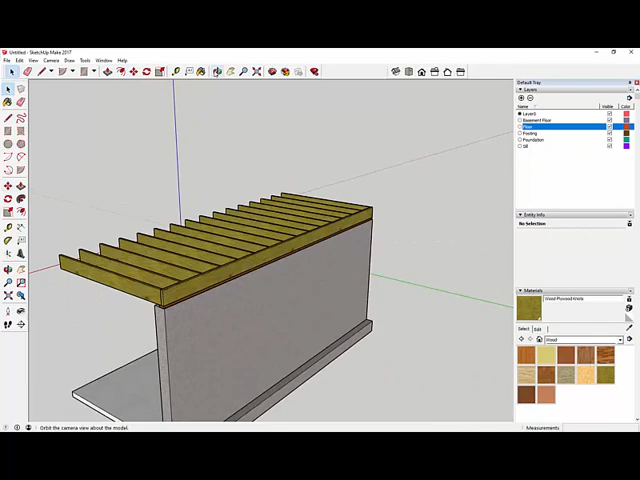 Untitled - SketchUp Make 2017
File Edit View Camera Draw Tools Window Help
Default Tray
Layers
Name Visible Color
Layer0
Basement Floor
Floor
Footing
Foundation
Sill
Entity Info
No Selection
Materials
Wood Plywood Knots
Select Edit
Wood
Orbit the camera view about the model.
Measurements